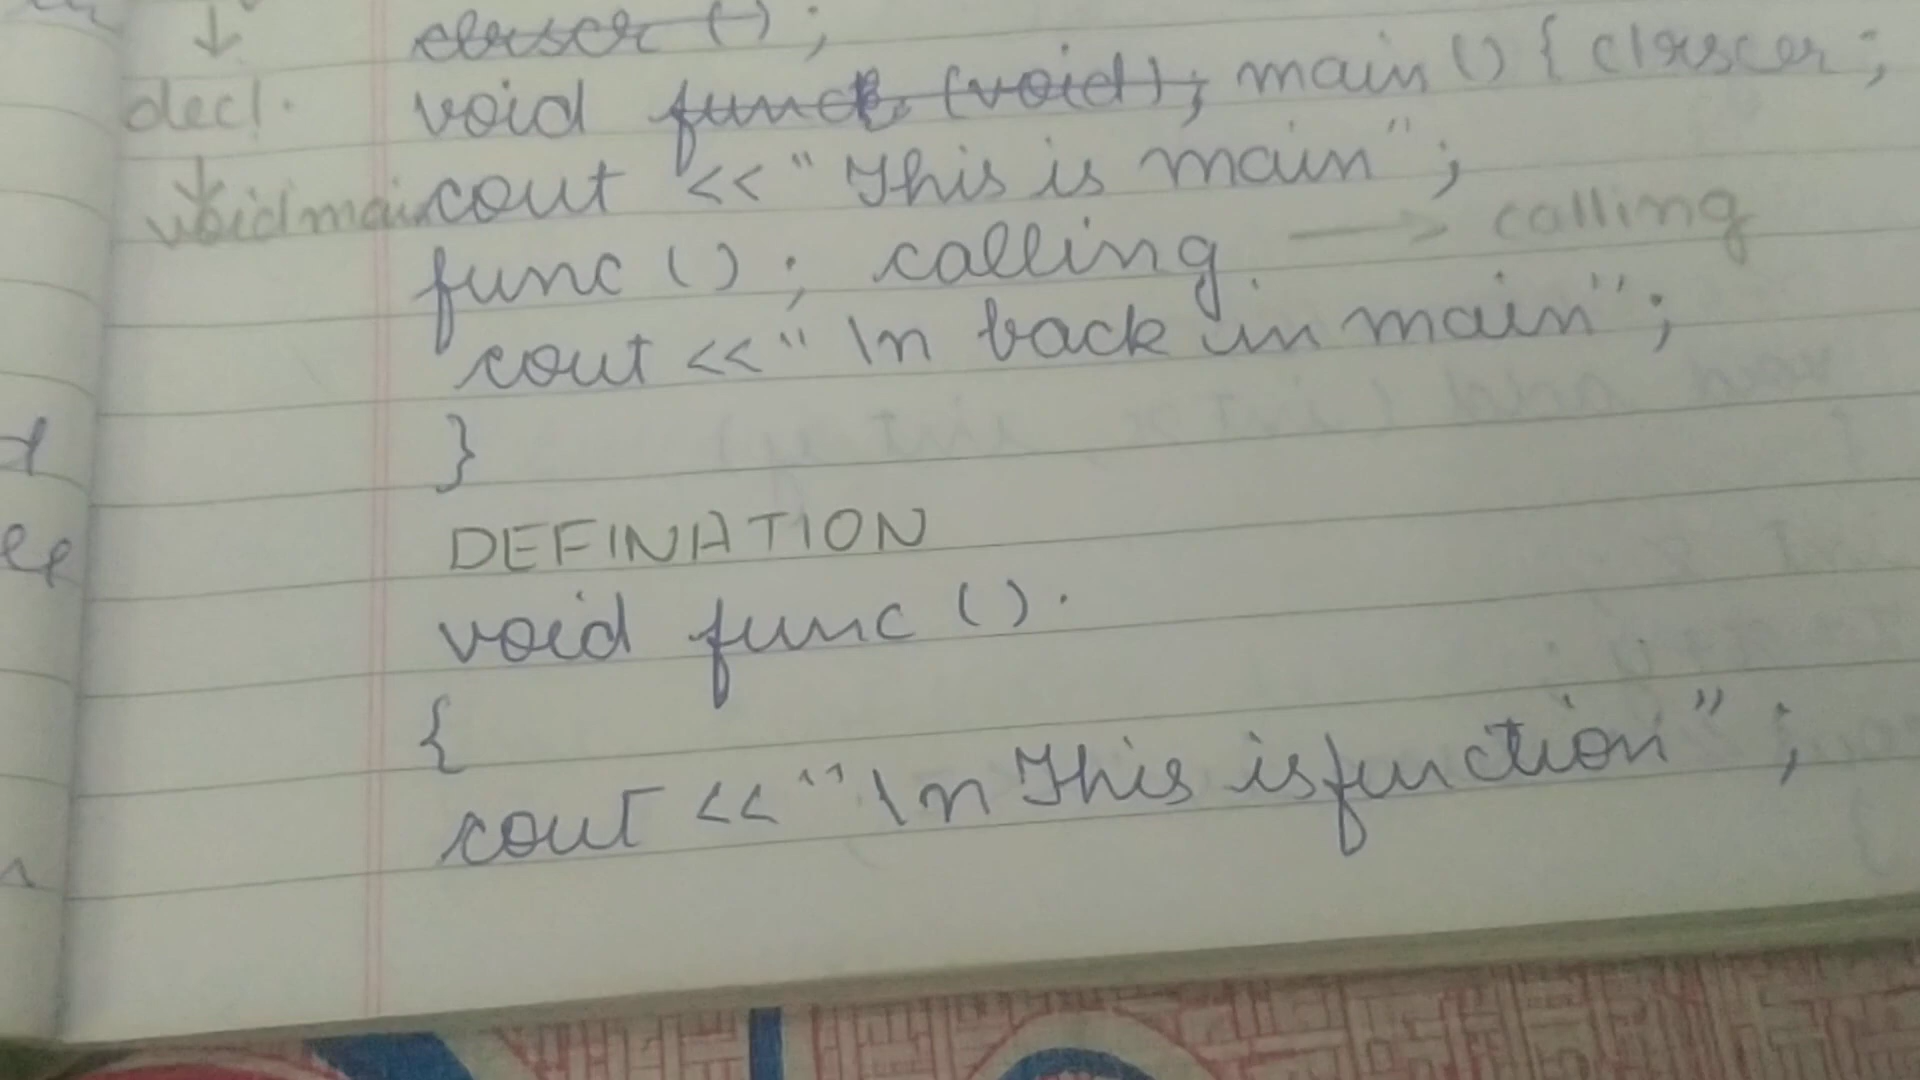 clrscr ( ) ;
decl. void func (void); main () { clrscr ;
void main cout << "This is main" ;
func ( ) ; calling. → calling
cout << "\n back in main" ;
}
DEFINATION
void func ( ).
{
cout << "\n This is function" ;